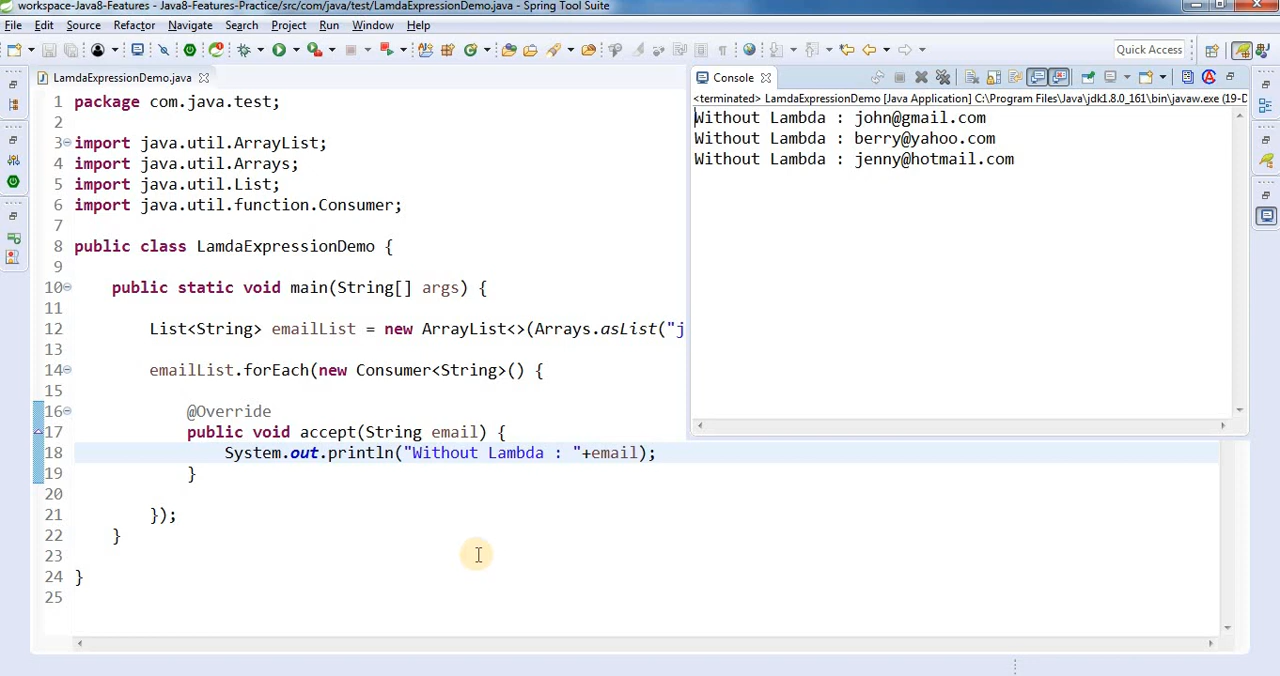 workspace-Java8-Features - Java8-Features-Practice/src/com/java/test/LamdaExpressionDemo.java - Spring Tool Suite
File Edit Source Refactor Navigate Search Project Run Window Help
Quick Access
LamdaExpressionDemo.java
1 package com.java.test;
2
3 import java.util.ArrayList;
4 import java.util.Arrays;
5 import java.util.List;
6 import java.util.function.Consumer;
7
8 public class LamdaExpressionDemo {
9
10 public static void main(String[] args) {
11
12 List<String> emailList = new ArrayList<>(Arrays.asList("j
13
14 emailList.forEach(new Consumer<String>() {
15
16 @Override
17 public void accept(String email) {
18 System.out.println("Without Lambda : "+email);
19 }
20
21 });
22 }
23
24 }
25
Console
<terminated> LamdaExpressionDemo [Java Application] C:\Program Files\Java\jdk1.8.0_161\bin\javaw.exe (19-D
Without Lambda : john@gmail.com
Without Lambda : berry@yahoo.com
Without Lambda : jenny@hotmail.com